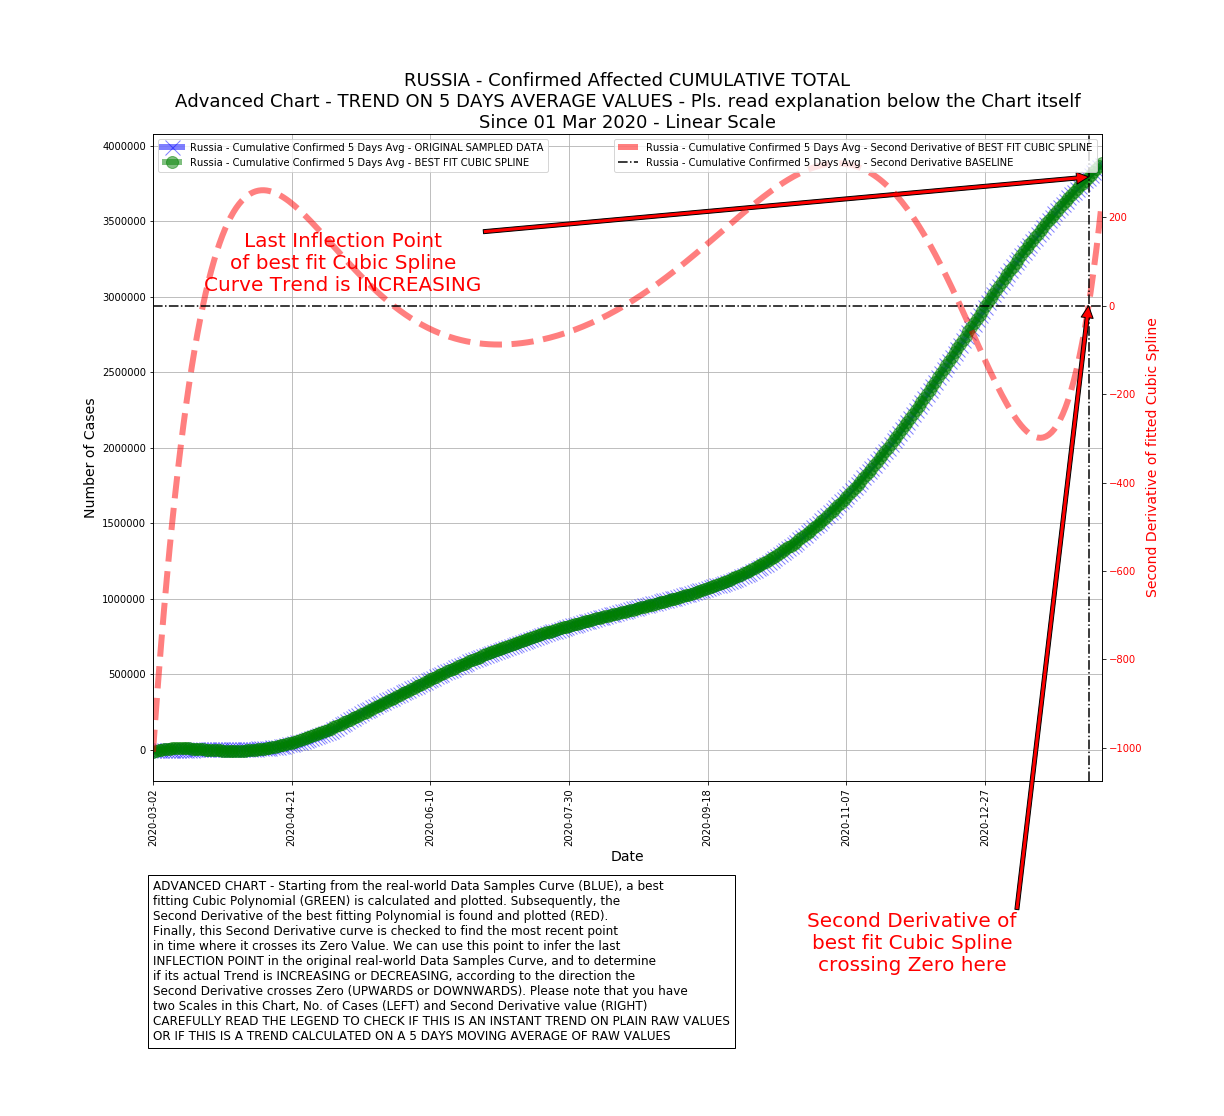 RUSSIA - Confirmed Affected CUMULATIVE TOTAL
Advanced Chart - TREND ON 5 DAYS AVERAGE VALUES - Pls. read explanation below the Chart itself
Since 01 Mar 2020 - Linear Scale
Russia - Cumulative Confirmed 5 Days Avg - ORIGINAL SAMPLED DATA
Russia - Cumulative Confirmed 5 Days Avg - BEST FIT CUBIC SPLINE
Russia - Cumulative Confirmed 5 Days Avg - Second Derivative of BEST FIT CUBIC SPLINE
Russia - Cumulative Confirmed 5 Days Avg - Second Derivative BASELINE
4000000
3500000
3000000
2500000
2000000
1500000
1000000
500000
0
Number of Cases
Last Inflection Point
of best fit Cubic Spline
Curve Trend is INCREASING
200
0
−200
−400
−600
−800
−1000
Second Derivative of fitted Cubic Spline
2020-03-02
2020-04-21
2020-06-10
2020-07-30
2020-09-18
2020-11-07
2020-12-27
Date
ADVANCED CHART - Starting from the real-world Data Samples Curve (BLUE), a best
fitting Cubic Polynomial (GREEN) is calculated and plotted. Subsequently, the
Second Derivative of the best fitting Polynomial is found and plotted (RED).
Finally, this Second Derivative curve is checked to find the most recent point
in time where it crosses its Zero Value. We can use this point to infer the last
INFLECTION POINT in the original real-world Data Samples Curve, and to determine
if its actual Trend is INCREASING or DECREASING, according to the direction the
Second Derivative crosses Zero (UPWARDS or DOWNWARDS). Please note that you have
two Scales in this Chart, No. of Cases (LEFT) and Second Derivative value (RIGHT)
CAREFULLY READ THE LEGEND TO CHECK IF THIS IS AN INSTANT TREND ON PLAIN RAW VALUES
OR IF THIS IS A TREND CALCULATED ON A 5 DAYS MOVING AVERAGE OF RAW VALUES
Second Derivative of
best fit Cubic Spline
crossing Zero here